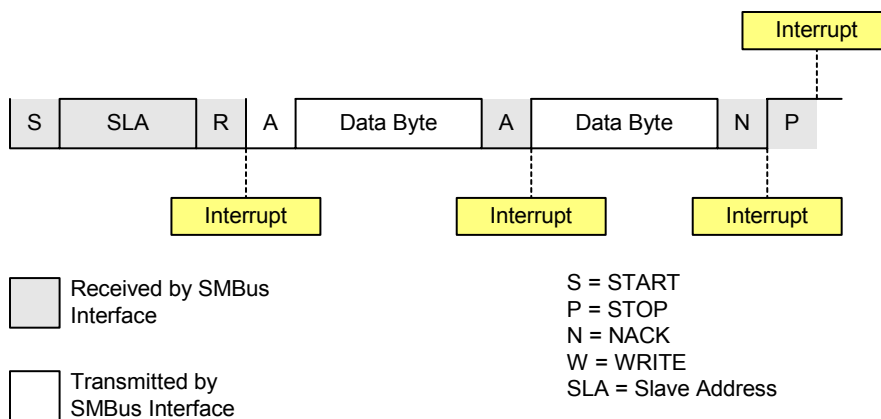 Interrupt
S SLA R A Data Byte A Data Byte N P
Interrupt Interrupt Interrupt
Received by SMBus
Interface
Transmitted by
SMBus Interface
S = START
P = STOP
N = NACK
W = WRITE
SLA = Slave Address